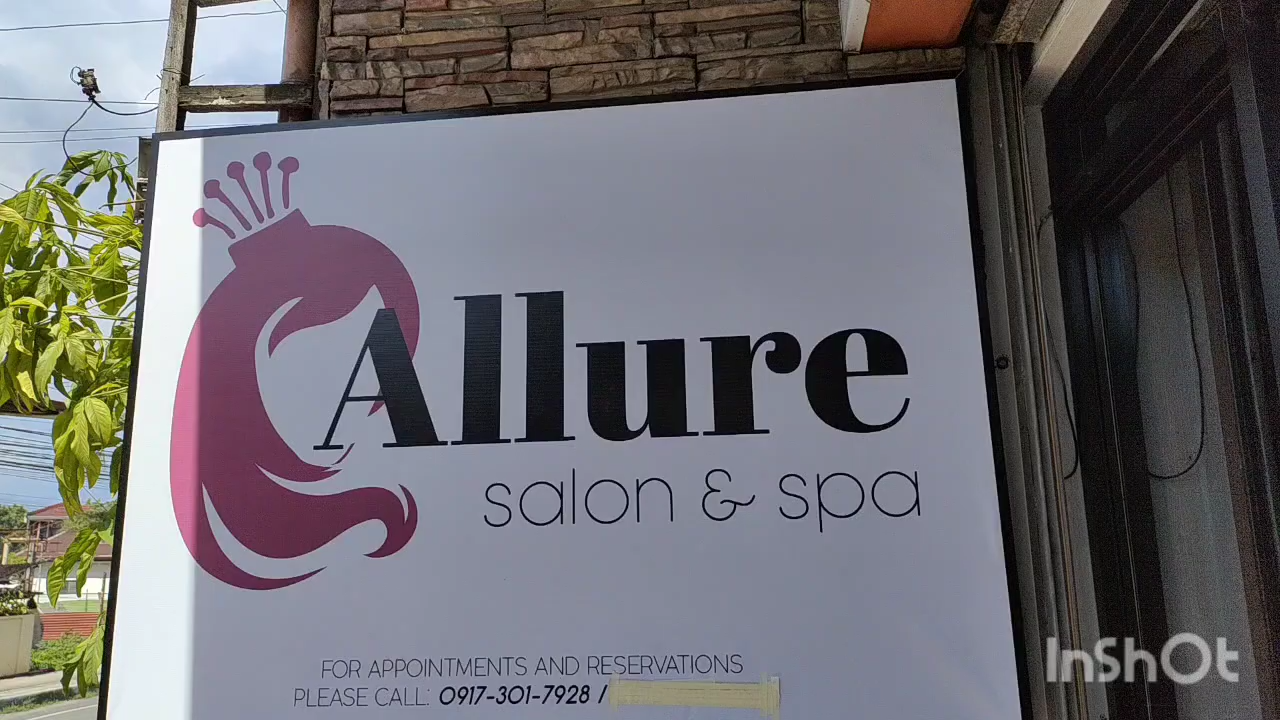 Allure
salon & spa
FOR APPOINTMENTS AND RESERVATIONS
PLEASE CALL: 0917-301-7928 /
InShOt